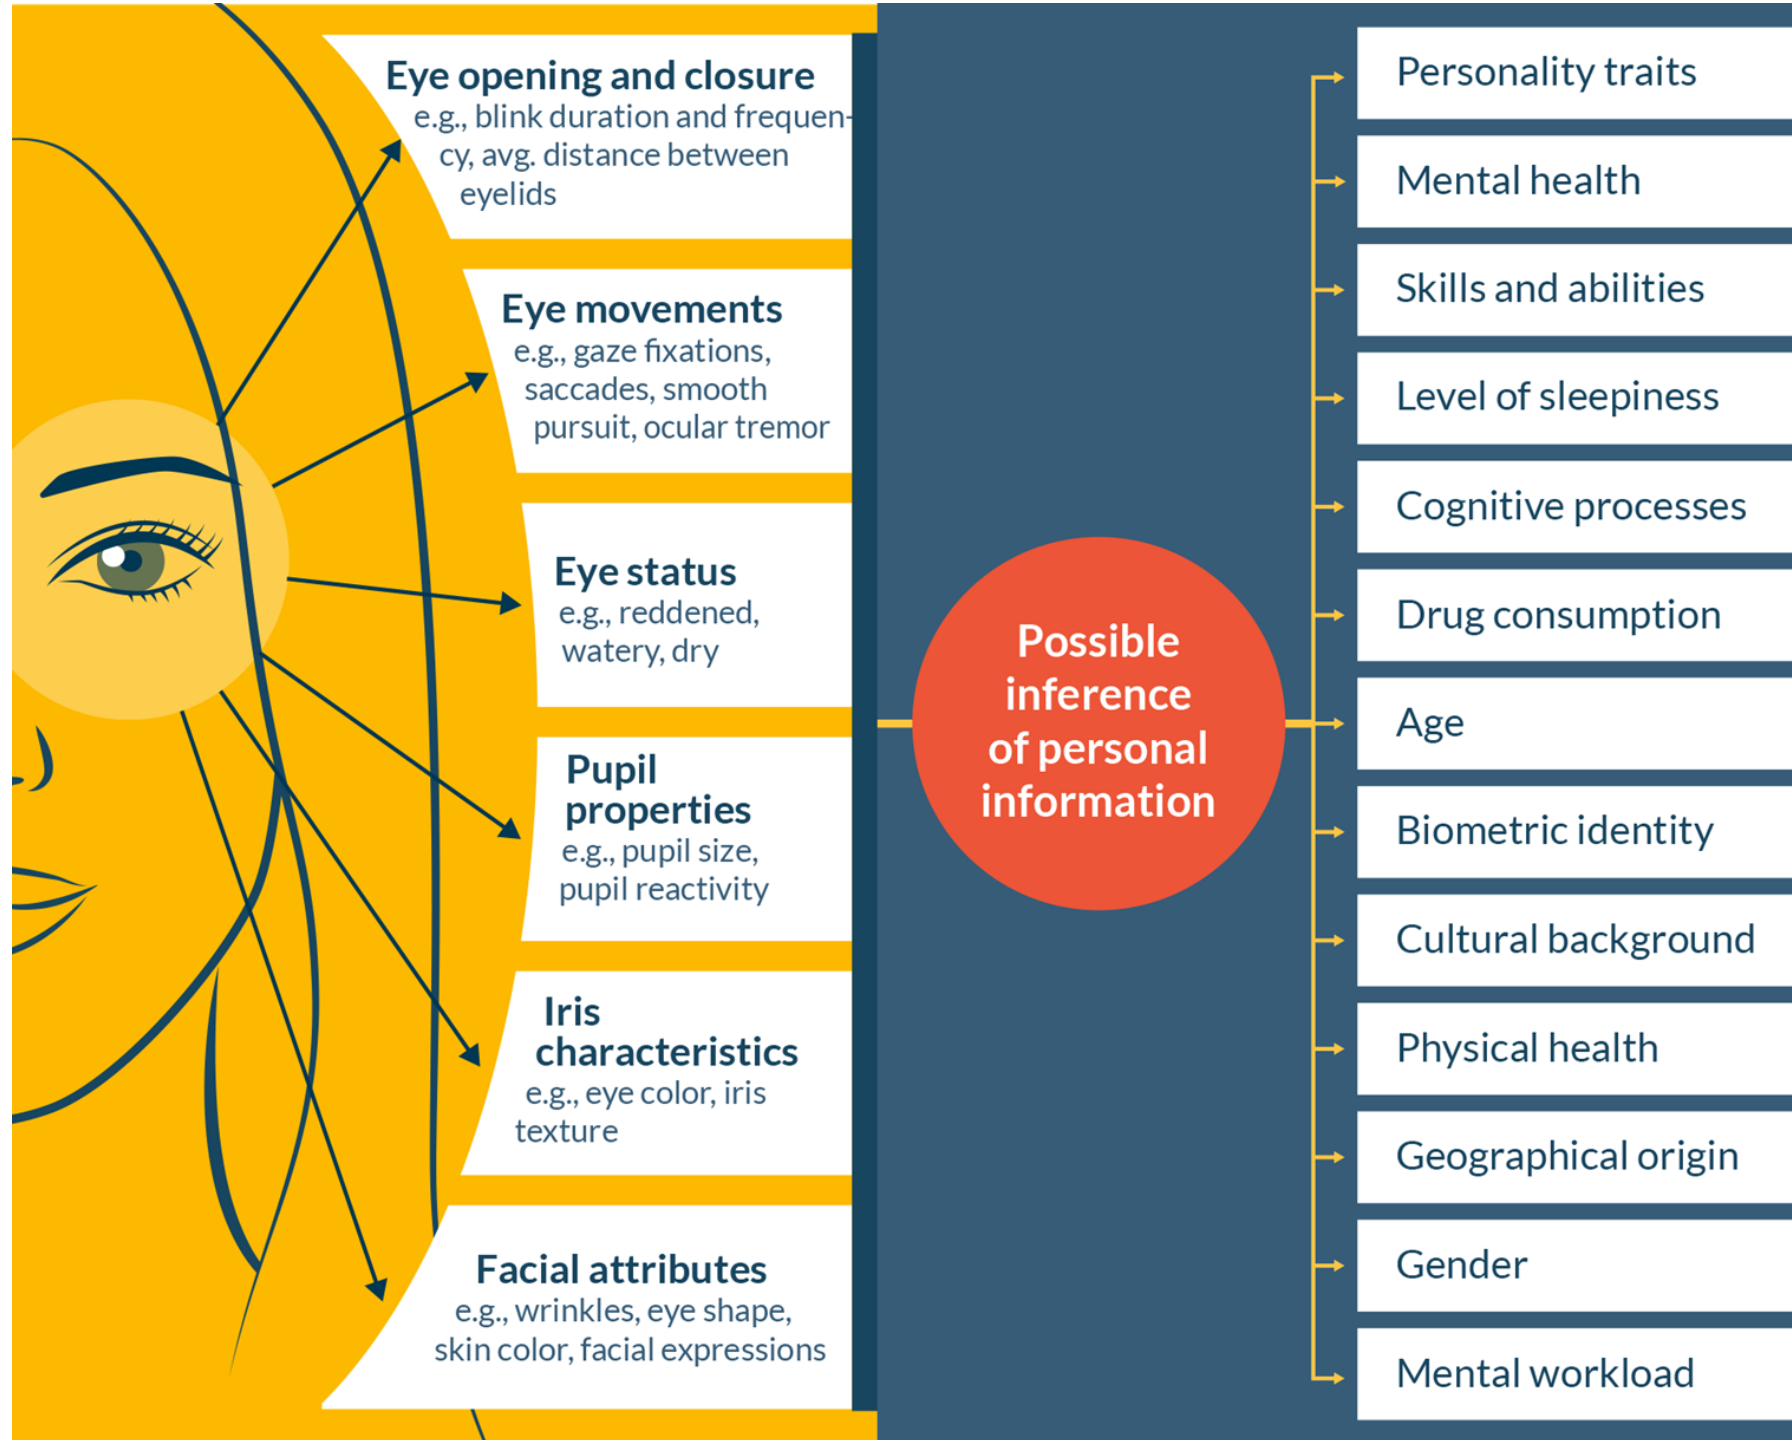 Eye opening and closure
e.g., blink duration and frequen-
cy, avg. distance between
eyelids
Eye movements
e.g., gaze fixations,
saccades, smooth
pursuit, ocular tremor
Eye status
e.g., reddened,
watery, dry
Pupil
properties
e.g., pupil size,
pupil reactivity
Iris
characteristics
e.g., eye color, iris
texture
Facial attributes
e.g., wrinkles, eye shape,
skin color, facial expressions
Possible
inference
of personal
information
Personality traits
Mental health
Skills and abilities
Level of sleepiness
Cognitive processes
Drug consumption
Age
Biometric identity
Cultural background
Physical health
Geographical origin
Gender
Mental workload